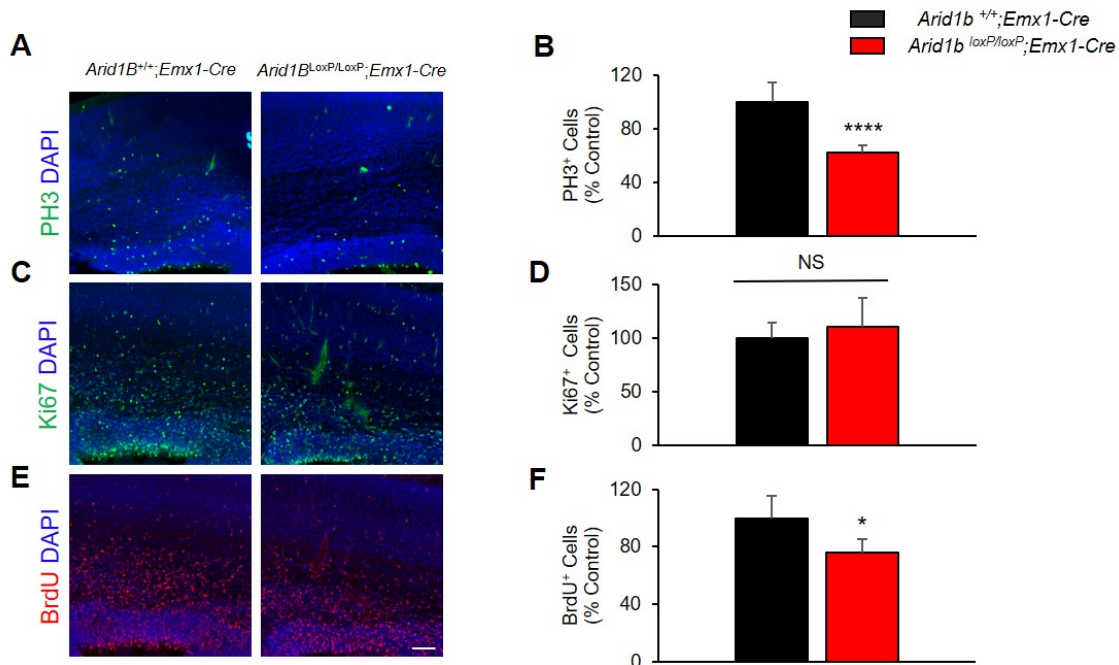 Arid1b +/+;Emx1-Cre
Arid1b loxP/loxP;Emx1-Cre
A
Arid1B+/+;Emx1-Cre
Arid1BLoxP/LoxP;Emx1-Cre
PH3 DAPI
B
PH3+ Cells
(% Control)
120
80
40
0
****
C
Ki67 DAPI
D
Ki67+ Cells
(% Control)
150
100
50
0
NS
E
BrdU DAPI
F
BrdU+ Cells
(% Control)
120
80
40
0
*